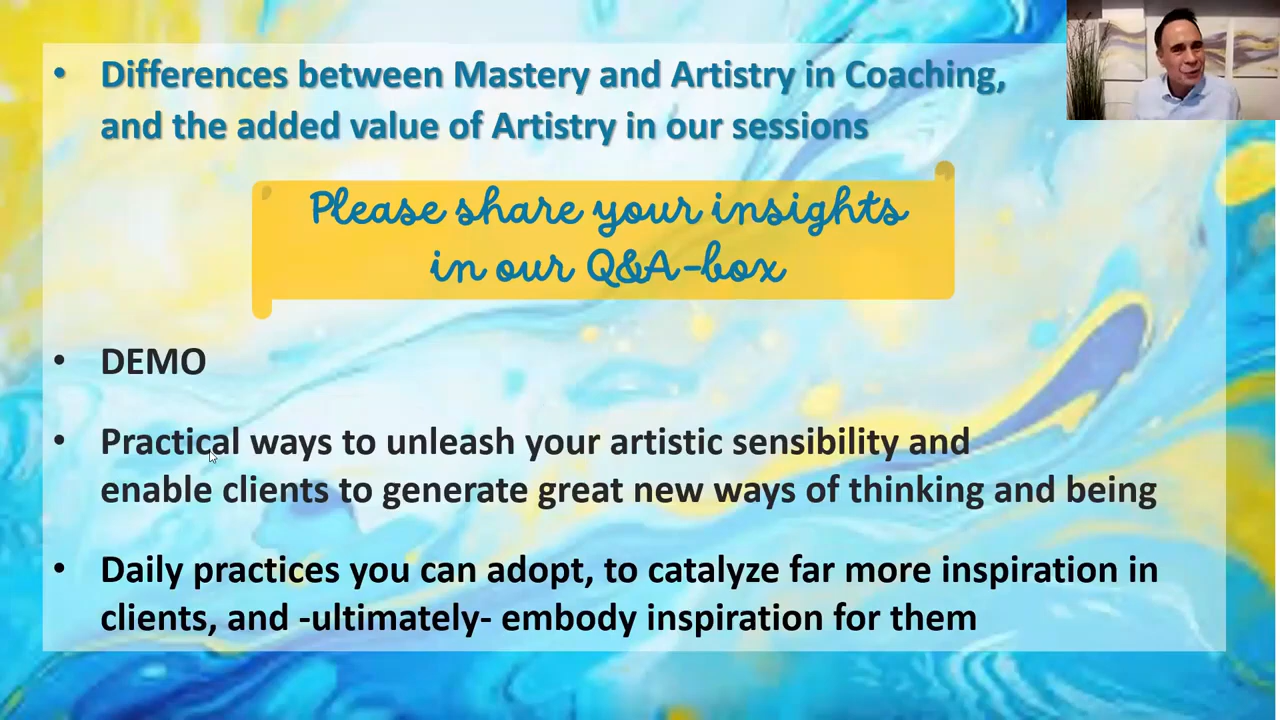 • Differences between Mastery and Artistry in Coaching,
and the added value of Artistry in our sessions
Please share your insights
in our Q&A-box
• DEMO
• Practical ways to unleash your artistic sensibility and
enable clients to generate great new ways of thinking and being
• Daily practices you can adopt, to catalyze far more inspiration in
clients, and -ultimately- embody inspiration for them